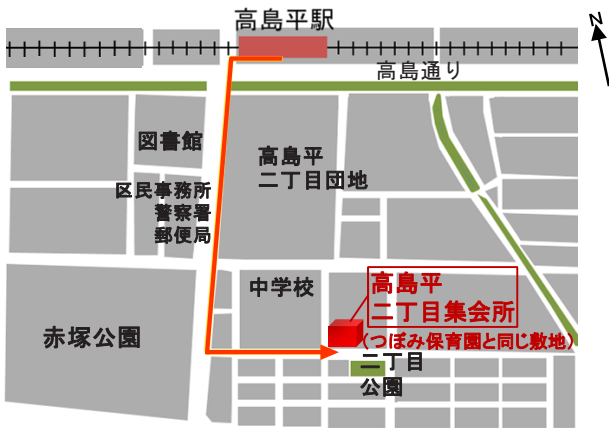 高島平駅
N
高島通り
図書館
高島平
二丁目団地
区民事務所
警察署
郵便局
中学校
高島平
二丁目集会所
(つぼみ保育園と同じ敷地)
赤塚公園
二丁目
公園